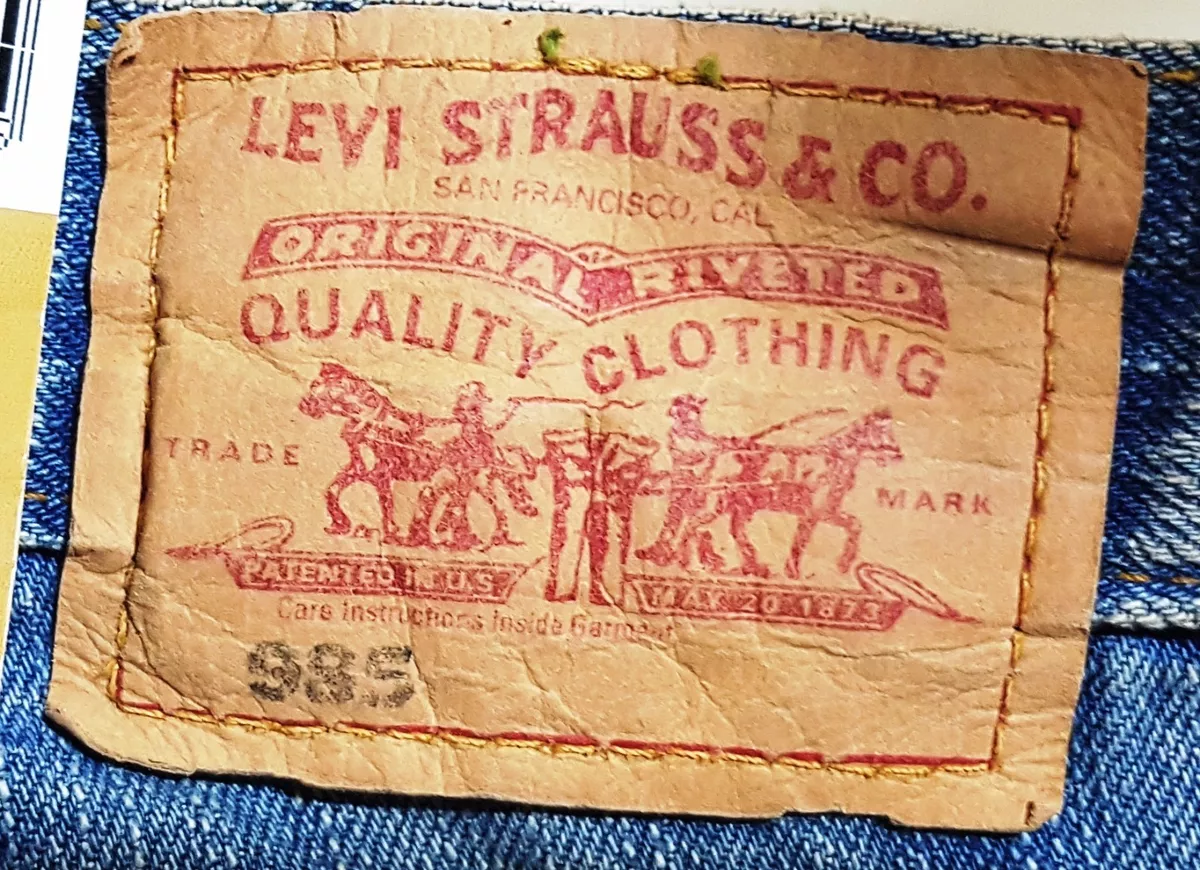 LEVI STRAUSS & CO.
SAN FRANCISCO, CAL
ORIGINAL RIVETED
QUALITY CLOTHING
TRADE MARK
PATENTED IN U.S. MAY 20 1873
Care Instructions Inside Garment
985